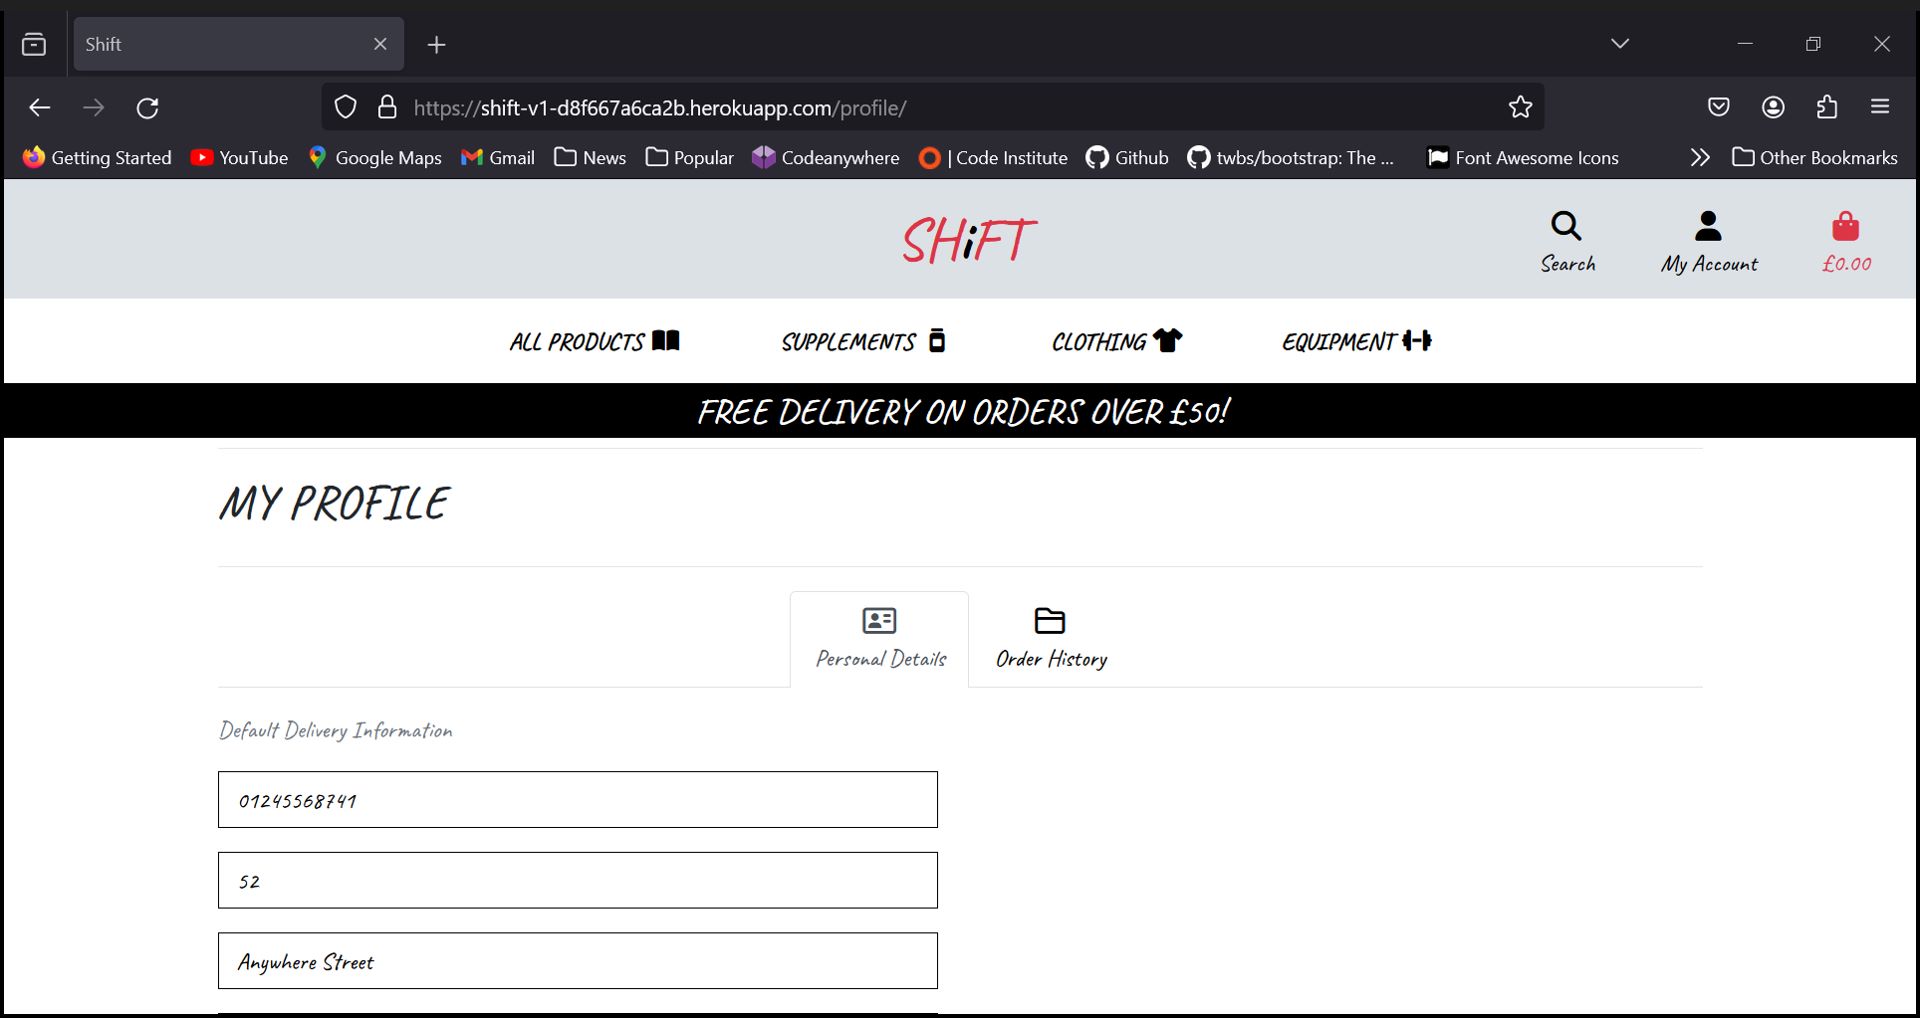 Shift
https://shift-v1-d8f667a6ca2b.herokuapp.com/profile/
Getting Started YouTube Google Maps Gmail News Popular Codeanywhere | Code Institute Github twbs/bootstrap: The ... Font Awesome Icons Other Bookmarks
SHiFT
Search My Account £0.00
ALL PRODUCTS SUPPLEMENTS CLOTHING EQUIPMENT
FREE DELIVERY ON ORDERS OVER £50!
MY PROFILE
Personal Details Order History
Default Delivery Information
01245568741
52
Anywhere Street